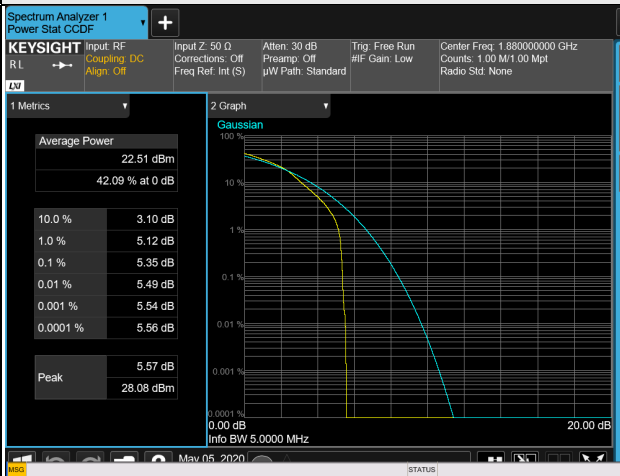 Spectrum Analyzer 1
Power Stat CCDF
+
KEYSIGHT
R L
LXI
Input: RF
Coupling: DC
Align: Off
Input Z: 50 Ω
Corrections: Off
Freq Ref: Int (S)
Atten: 30 dB
Preamp: Off
µW Path: Standard
Trig: Free Run
#IF Gain: Low
Center Freq: 1.880000000 GHz
Counts: 1.00 M/1.00 Mpt
Radio Std: None
1 Metrics
Average Power
22.51 dBm
42.09 % at 0 dB
10.0 % 3.10 dB
1.0 % 5.12 dB
0.1 % 5.35 dB
0.01 % 5.49 dB
0.001 % 5.54 dB
0.0001 % 5.56 dB
Peak
5.57 dB
28.08 dBm
2 Graph
Gaussian
100 %
10 %
1 %
0.1 %
0.01 %
0.001 %
0.0001 %
0.00 dB 20.00 dB
Info BW 5.0000 MHz
May 05, 2020
MSG STATUS